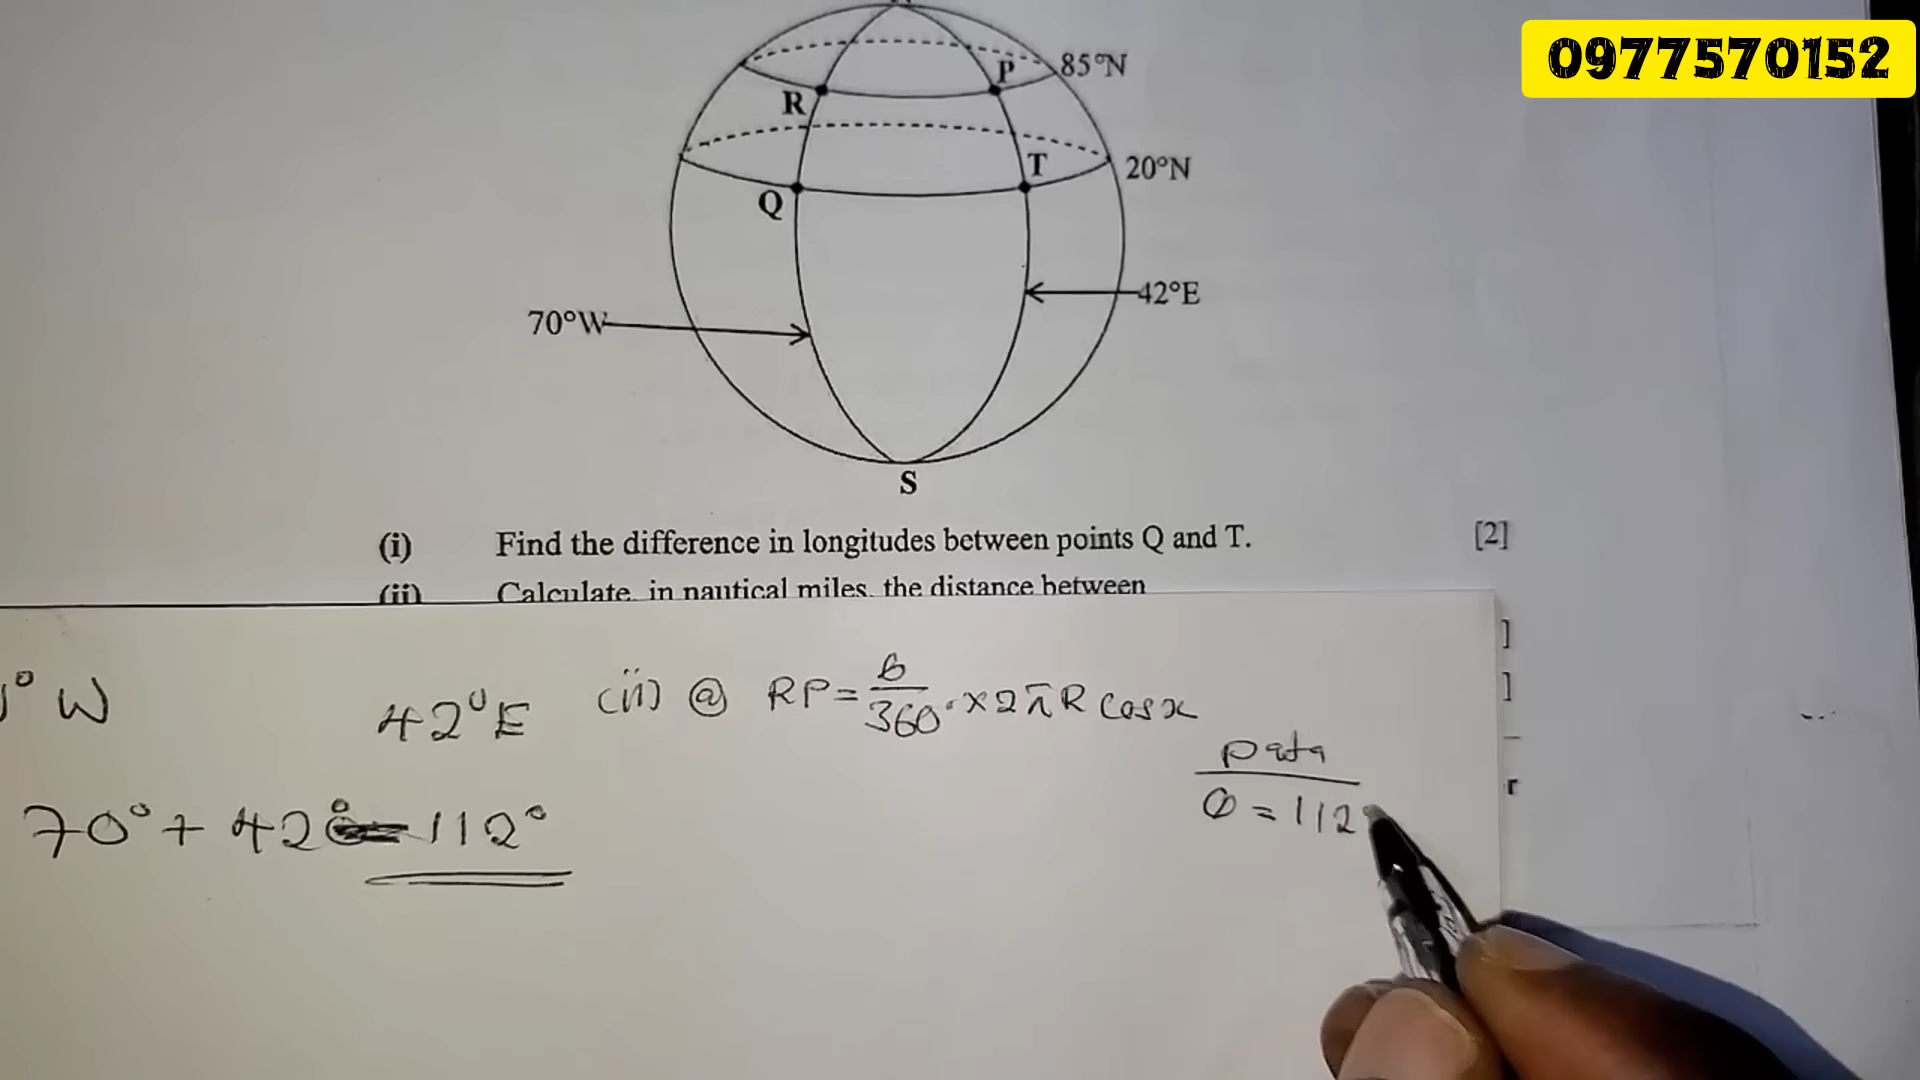 0977570152
85°N
P
R
T
20°N
Q
42°E
70°W
S
(i) Find the difference in longitudes between points Q and T. [2]
(ii) Calculate, in nautical miles, the distance between
]
]
r
° W
42°E
(ii) @ RP = θ/360° × 2πR cos x
Data
θ = 112
70° + 42° = 112°